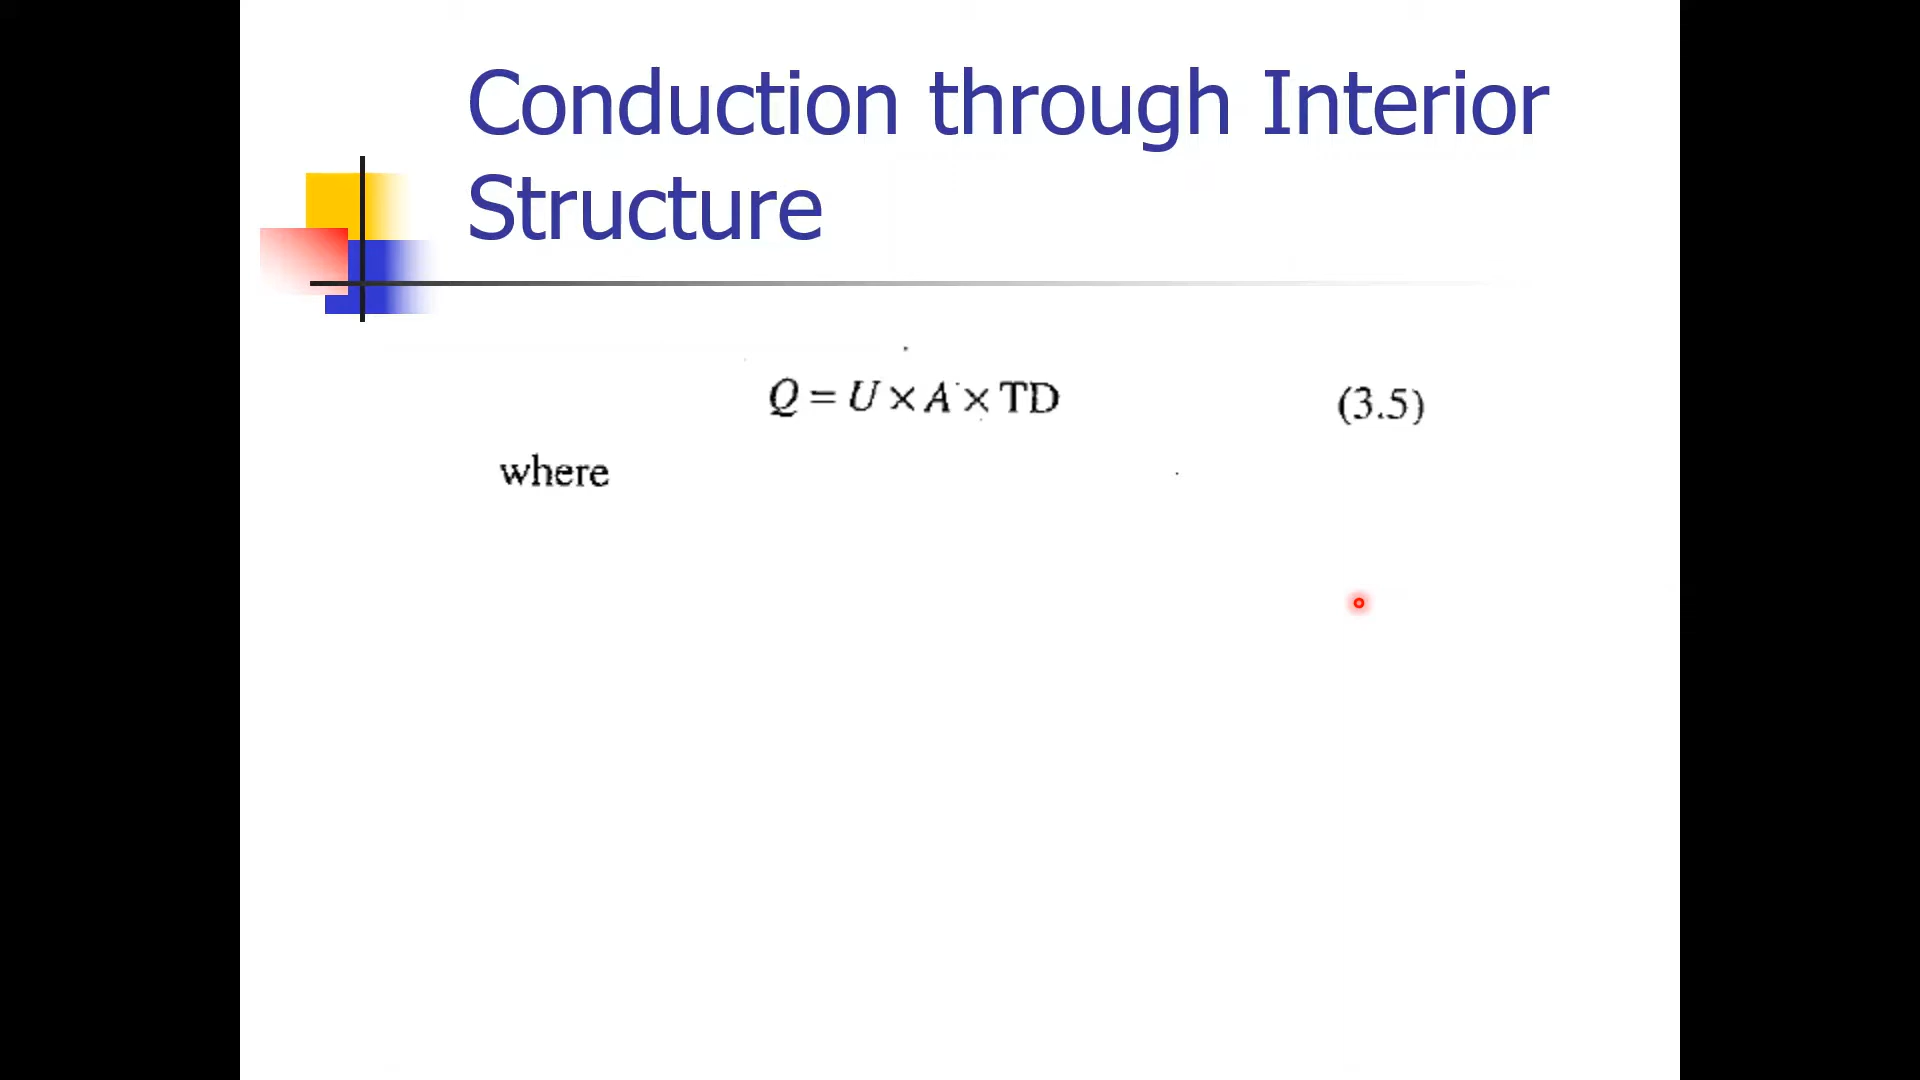 Conduction through Interior
Structure
Q = U × A × TD (3.5)
where